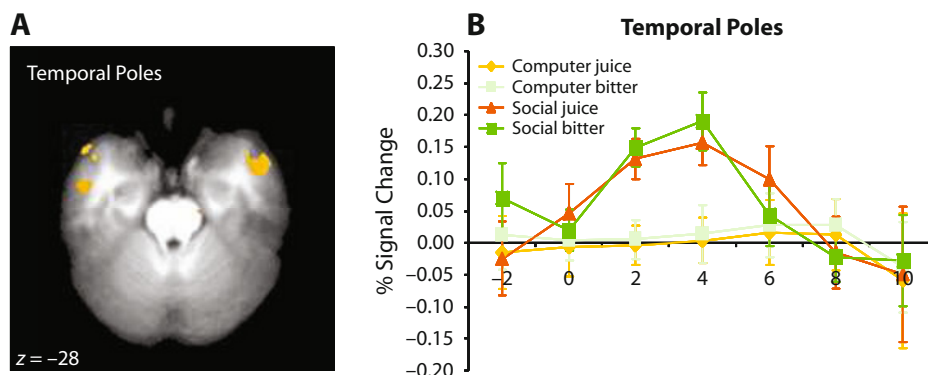 A
Temporal Poles
z = –28
B
Temporal Poles
% Signal Change
0.30
0.25
0.20
0.15
0.10
0.05
0.00
–0.05
–0.10
–0.15
–0.20
Computer juice
Computer bitter
Social juice
Social bitter
–2 0 2 4 6 8 10